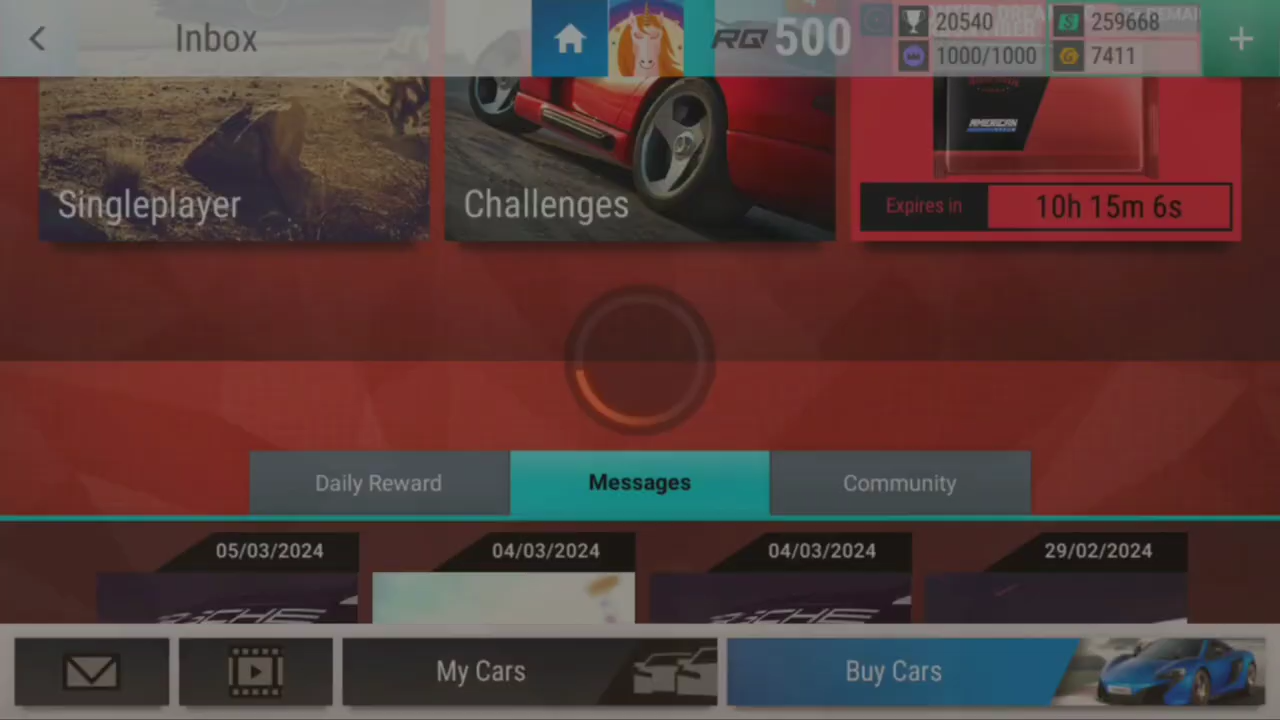 Inbox
RQ 500
20540
259668
1000/1000
7411
AMERICAN
Singleplayer
Challenges
Expires in
10h 15m 6s
Daily Reward
Messages
Community
05/03/2024
04/03/2024
04/03/2024
29/02/2024
My Cars
Buy Cars